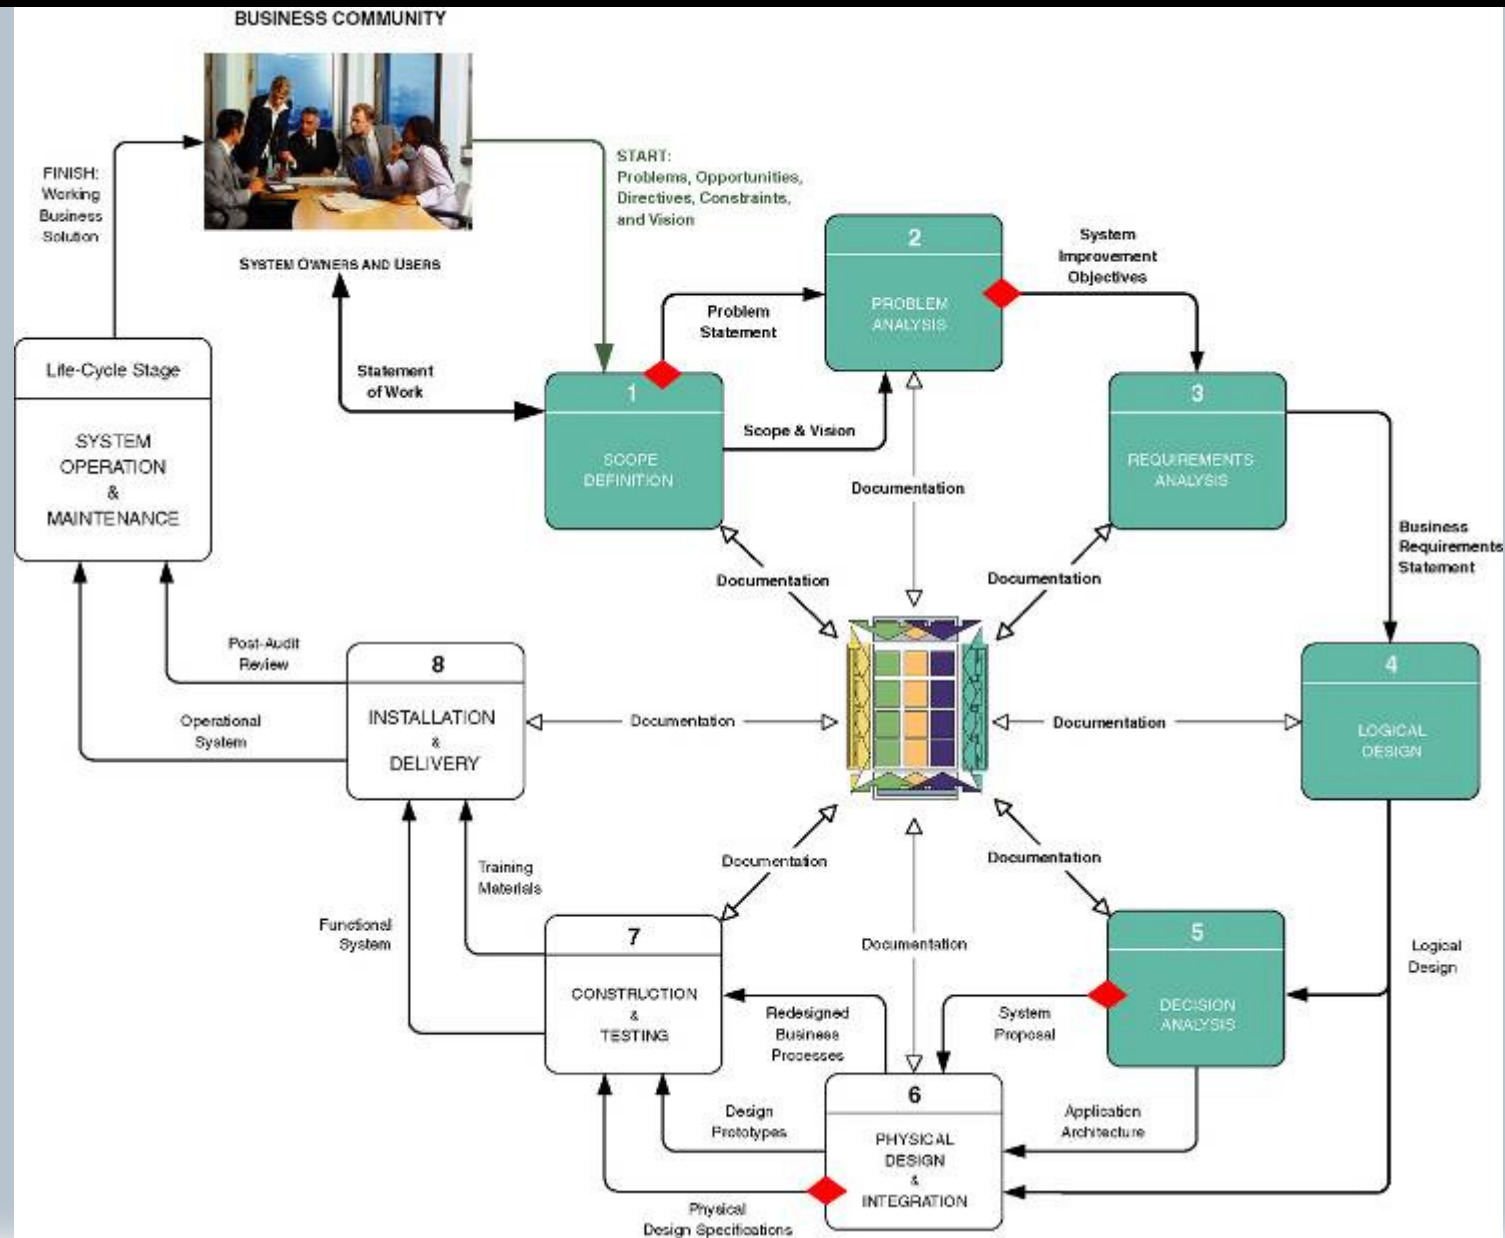 BUSINESS COMMUNITY
FINISH:
Working
Business
Solution
START:
Problems, Opportunities,
Directives, Constraints,
and Vision
SYSTEM OWNERS AND USERS
Statement
of Work
Problem
Statement
2
PROBLEM
ANALYSIS
System
Improvement
Objectives
Life-Cycle Stage
SYSTEM
OPERATION
&
MAINTENANCE
1
SCOPE
DEFINITION
Scope & Vision
3
REQUIREMENTS
ANALYSIS
Documentation
Documentation
Documentation
Business
Requirements
Statement
Post-Audit
Review
Operational
System
8
INSTALLATION
&
DELIVERY
Documentation
Documentation
4
LOGICAL
DESIGN
Training
Materials
Functional
System
Documentation
Documentation
Documentation
7
CONSTRUCTION
&
TESTING
Redesigned
Business
Processes
System
Proposal
5
DECISION
ANALYSIS
Logical
Design
Design
Prototypes
6
PHYSICAL
DESIGN
&
INTEGRATION
Application
Architecture
Physical
Design Specifications